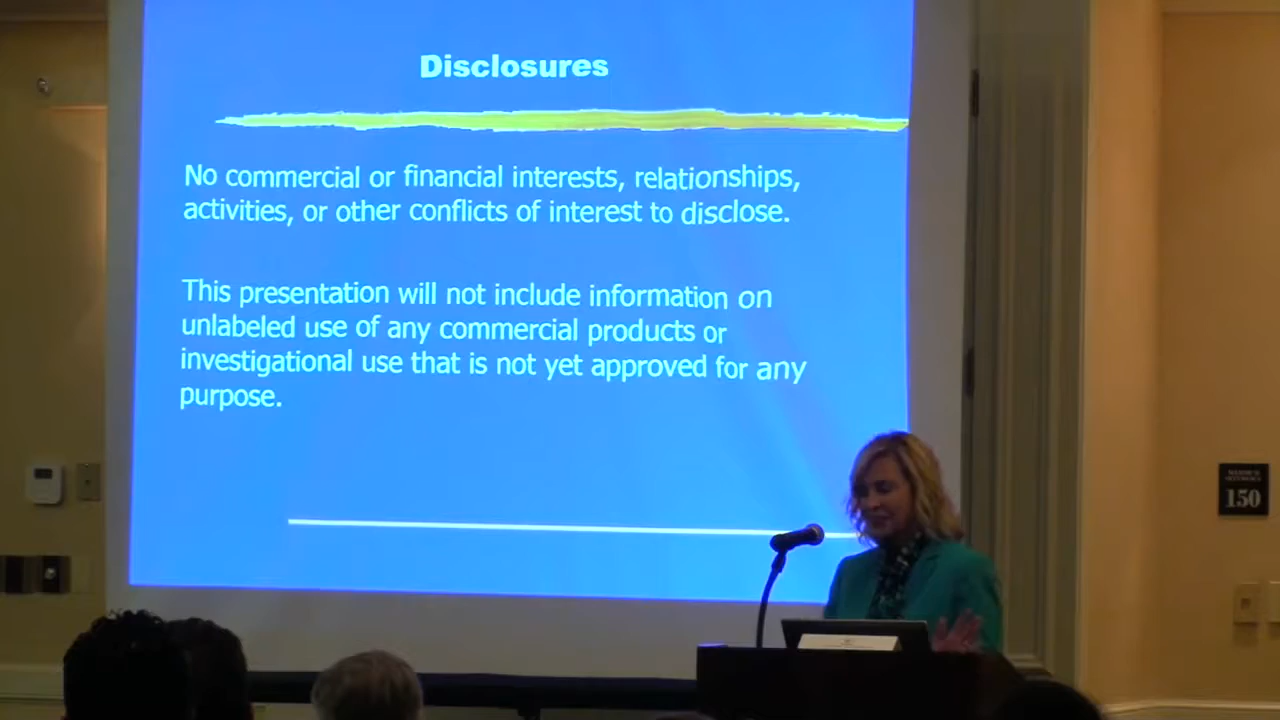 Disclosures
No commercial or financial interests, relationships,
activities, or other conflicts of interest to disclose.
This presentation will not include information on
unlabeled use of any commercial products or
investigational use that is not yet approved for any
purpose.
MAXIMUM
OCCUPANCY
150